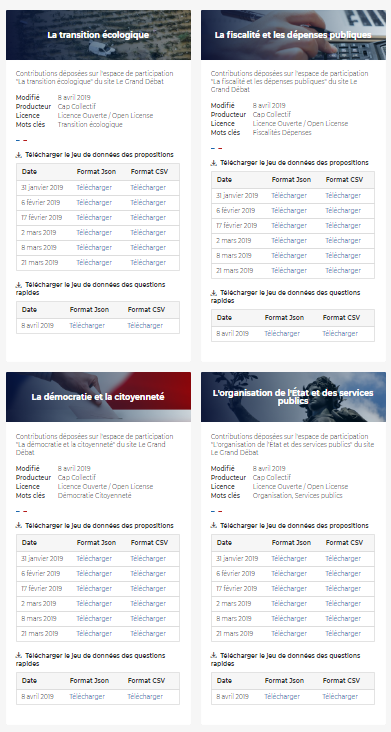 La transition écologique
Contributions déposées sur l'espace de participation
"La transition écologique" du site Le Grand Débat
Modifié 8 avril 2019
Producteur Cap Collectif
Licence Licence Ouverte / Open License
Mots clés Transition écologique
Télécharger le jeu de données des propositions
Date Format Json Format CSV
31 janvier 2019 Télécharger Télécharger
6 février 2019 Télécharger Télécharger
17 février 2019 Télécharger Télécharger
2 mars 2019 Télécharger Télécharger
8 mars 2019 Télécharger Télécharger
21 mars 2019 Télécharger Télécharger
Télécharger le jeu de données des questions
rapides
Date Format Json Format CSV
8 avril 2019 Télécharger Télécharger
La fiscalité et les dépenses publiques
Contributions déposées sur l'espace de participation
"La fiscalité et les dépenses publiques" du site Le
Grand Débat
Modifié 8 avril 2019
Producteur Cap Collectif
Licence Licence Ouverte / Open License
Mots clés Fiscalités Dépenses
Télécharger le jeu de données des propositions
Date Format Json Format CSV
31 janvier 2019 Télécharger Télécharger
6 février 2019 Télécharger Télécharger
17 février 2019 Télécharger Télécharger
2 mars 2019 Télécharger Télécharger
8 mars 2019 Télécharger Télécharger
21 mars 2019 Télécharger Télécharger
Télécharger le jeu de données des questions
rapides
Date Format Json Format CSV
8 avril 2019 Télécharger Télécharger
La démocratie et la citoyenneté
Contributions déposées sur l'espace de participation
"La démocratie et la citoyenneté" du site Le Grand
Débat
Modifié 8 avril 2019
Producteur Cap Collectif
Licence Licence Ouverte / Open License
Mots clés Démocratie Citoyenneté
Télécharger le jeu de données des propositions
Date Format Json Format CSV
31 janvier 2019 Télécharger Télécharger
6 février 2019 Télécharger Télécharger
17 février 2019 Télécharger Télécharger
2 mars 2019 Télécharger Télécharger
8 mars 2019 Télécharger Télécharger
21 mars 2019 Télécharger Télécharger
Télécharger le jeu de données des questions
rapides
Date Format Json Format CSV
8 avril 2019 Télécharger Télécharger
L'organisation de l'État et des services
publics
Contributions déposées sur l'espace de participation
"L'organisation de l'État et des services publics" du site
Le Grand Débat
Modifié 8 avril 2019
Producteur Cap Collectif
Licence Licence Ouverte / Open License
Mots clés Organisation, Services publics
Télécharger le jeu de données des propositions
Date Format Json Format CSV
31 janvier 2019 Télécharger Télécharger
6 février 2019 Télécharger Télécharger
17 février 2019 Télécharger Télécharger
2 mars 2019 Télécharger Télécharger
8 mars 2019 Télécharger Télécharger
21 mars 2019 Télécharger Télécharger
Télécharger le jeu de données des questions
rapides
Date Format Json Format CSV
8 avril 2019 Télécharger Télécharger